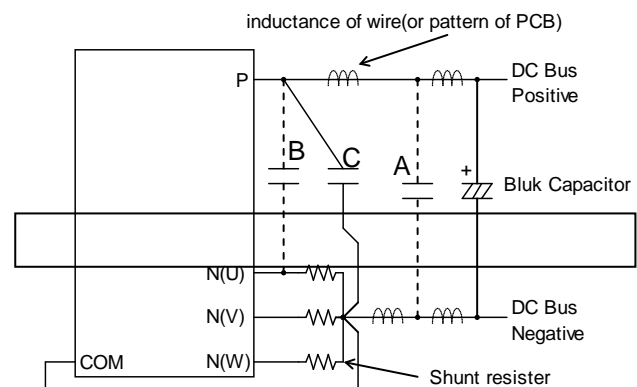 inductance of wire(or pattern of PCB)
P
DC Bus
Positive
B
C
A
+
Bluk Capacitor
N(U)
N(V)
DC Bus
Negative
COM
N(W)
Shunt resister